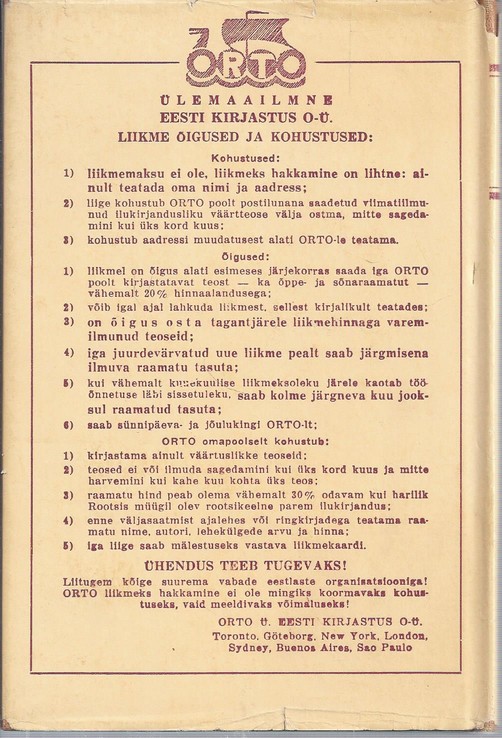 ORTO
ÜLEMAAILMNE
EESTI KIRJASTUS O-Ü.
LIIKME ÕIGUSED JA KOHUSTUSED:
Kohustused:
1) liikmemaksu ei ole, liikmeks hakkamine on lihtne: ai-
nult teatada oma nimi ja aadress;
2) liige kohustub ORTO poolt postilunana saadetud viimatiilmu-
nud ilukirjandusliku väärtteose välja ostma, mitte sageda-
mini kui üks kord kuus;
3) kohustub aadressi muudatusest alati ORTO-le teatama.
Õigused:
1) liikmel on õigus alati esimeses järjekorras saada iga ORTO
poolt kirjastatavat teost — ka õppe- ja sõnaraamatut —
vähemalt 20% hinnaalandusega;
2) võib igal ajal lahkuda liikmest, sellest kirjalikult teatades;
3) on õigus osta tagantjärele liikmehinnaga varem-
ilmunud teoseid;
4) iga juurdevärvatud uue liikme pealt saab järgmisena
ilmuva raamatu tasuta;
5) kui vähemalt kuuekuulise liikmeksoleku järele kaotab töö-
õnnetuse läbi sissetuleku, saab kolme järgneva kuu jook-
sul raamatud tasuta;
6) saab sünnipäeva- ja jõulukingi ORTO-lt;
ORTO omapoolselt kohustub:
1) kirjastama ainult väärtuslikke teoseid;
2) teosed ei või ilmuda sagedamini kui üks kord kuus ja mitte
harvemini kui kahe kuu kohta üks teos;
3) raamatu hind peab olema vähemalt 30% odavam kui harilik
Rootsis müügil olev rootsikeelne parem ilukirjandus;
4) enne väljasaatmist ajalehes või ringkirjadega teatama raa-
matu nime, autori, lehekülgede arvu ja hinna;
5) iga liige saab mälestuseks vastava liikmekaardi.
ÜHENDUS TEEB TUGEVAKS!
Liitugem kõige suurema vabade eestlaste organisatsiooniga!
ORTO liikmeks hakkamine ei ole mingiks koormavaks kohus-
tuseks, vaid meeldivaks võimaluseks!
ORTO Ü. EESTI KIRJASTUS O-Ü.
Toronto, Göteborg, New York, London,
Sydney, Buenos Aires, Sao Paulo